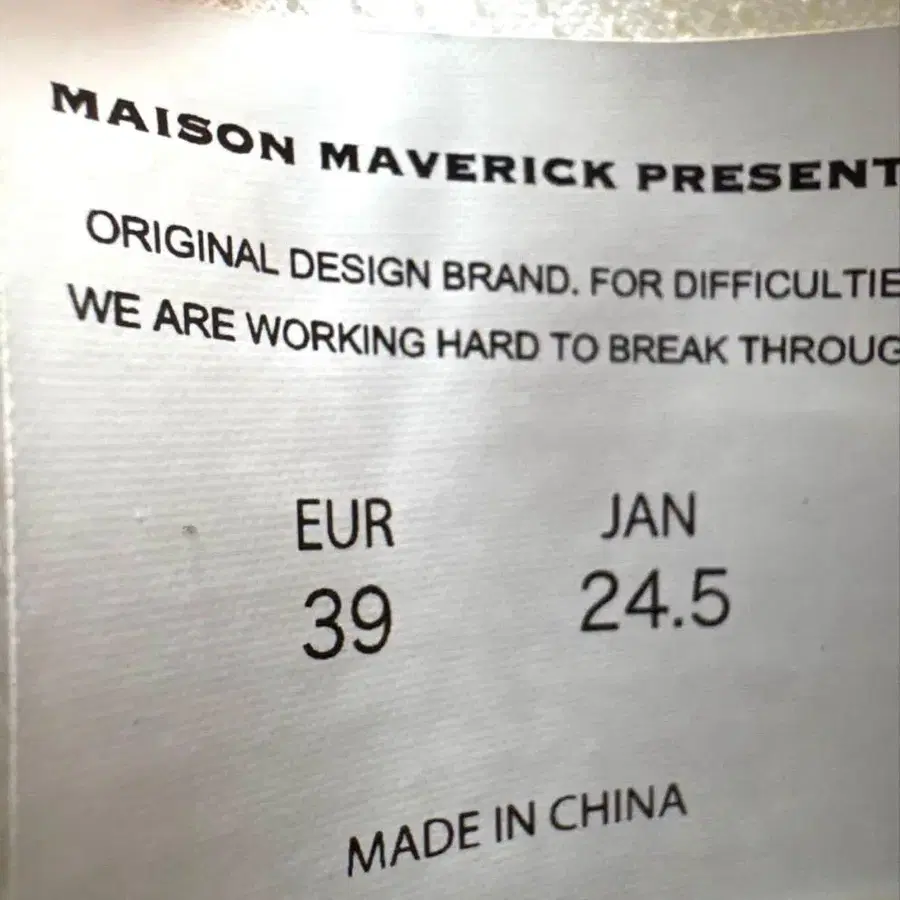 MAISON MAVERICK PRESENT
ORIGINAL DESIGN BRAND. FOR DIFFICULTIE
WE ARE WORKING HARD TO BREAK THROUG
EUR JAN
39 24.5
MADE IN CHINA